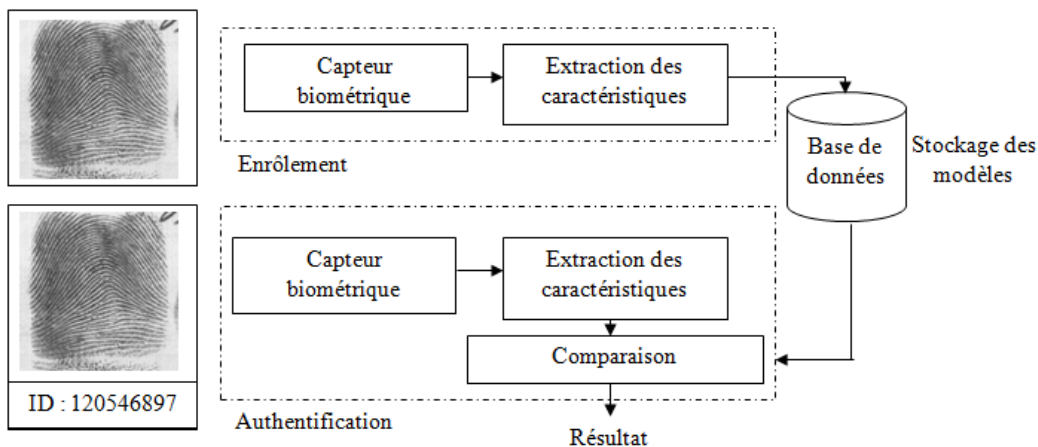 Capteur
biométrique
Extraction des
caractéristiques
Enrôlement
Base de
données
Stockage des
modèles
Capteur
biométrique
Extraction des
caractéristiques
Comparaison
ID : 120546897
Authentification
Résultat